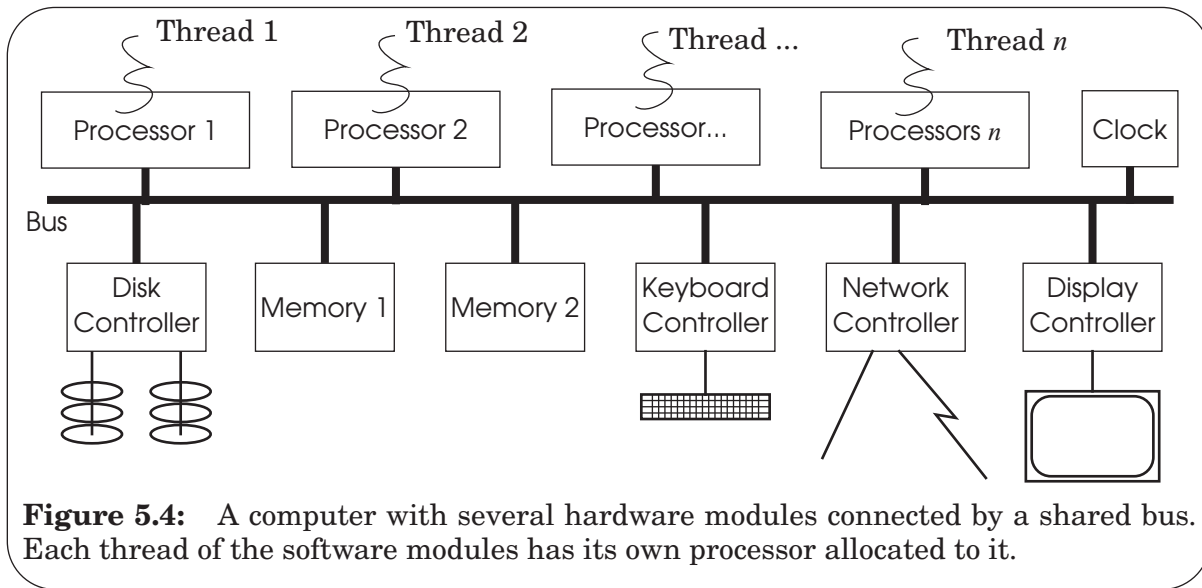 Thread 1
Thread 2
Thread ...
Thread n
Processor 1
Processor 2
Processor...
Processors n
Clock
Bus
Disk
Controller
Memory 1
Memory 2
Keyboard
Controller
Network
Controller
Display
Controller
Figure 5.4: A computer with several hardware modules connected by a shared bus.
Each thread of the software modules has its own processor allocated to it.